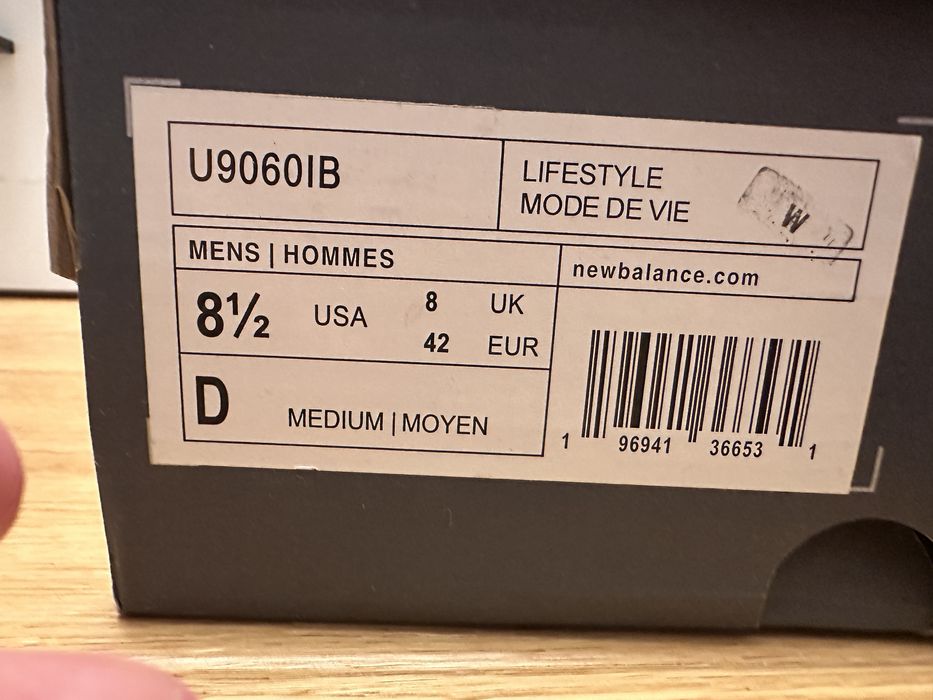 U9060IB
LIFESTYLE
MODE DE VIE
W
MENS | HOMMES
newbalance.com
8½ USA 8 UK
42 EUR
D MEDIUM | MOYEN
1 96941 36653 1